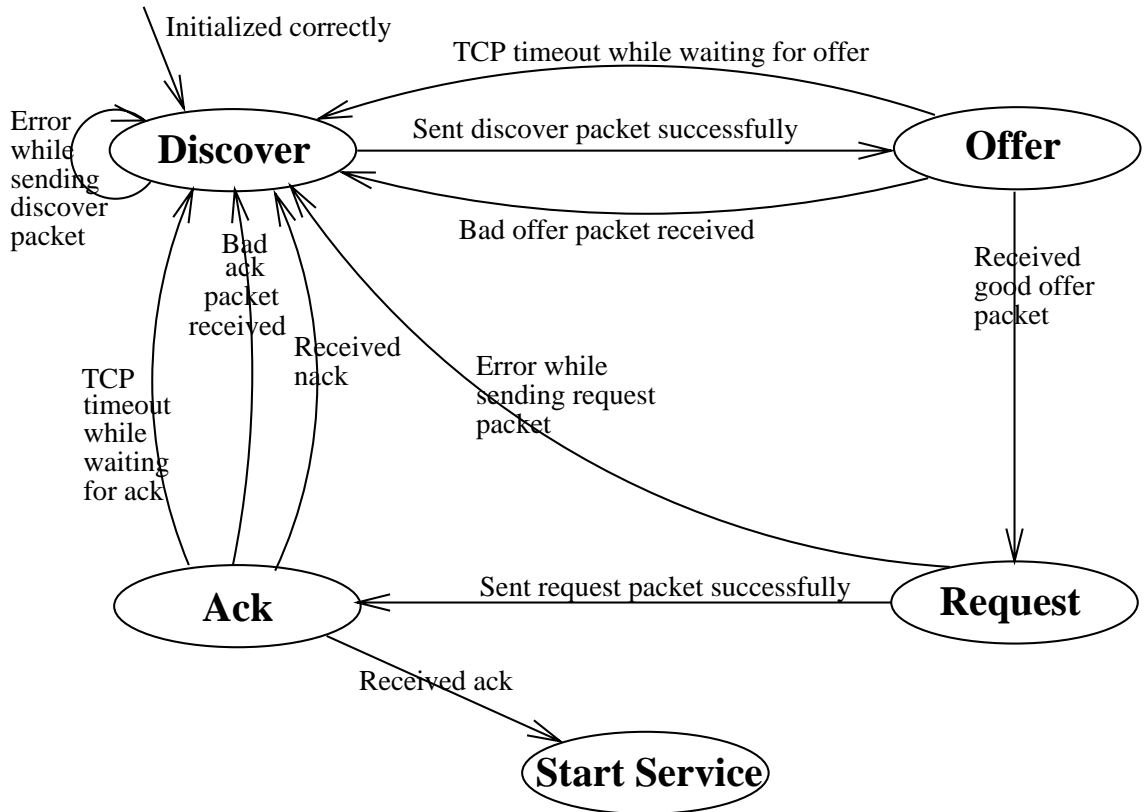 Initialized correctly
TCP timeout while waiting for offer
Error
while
sending
discover
packet
Discover
Sent discover packet successfully
Offer
Bad offer packet received
Bad
ack
packet
received
Received
good offer
packet
Received
nack
Error while
sending request
packet
TCP
timeout
while
waiting
for ack
Ack
Sent request packet successfully
Request
Received ack
Start Service